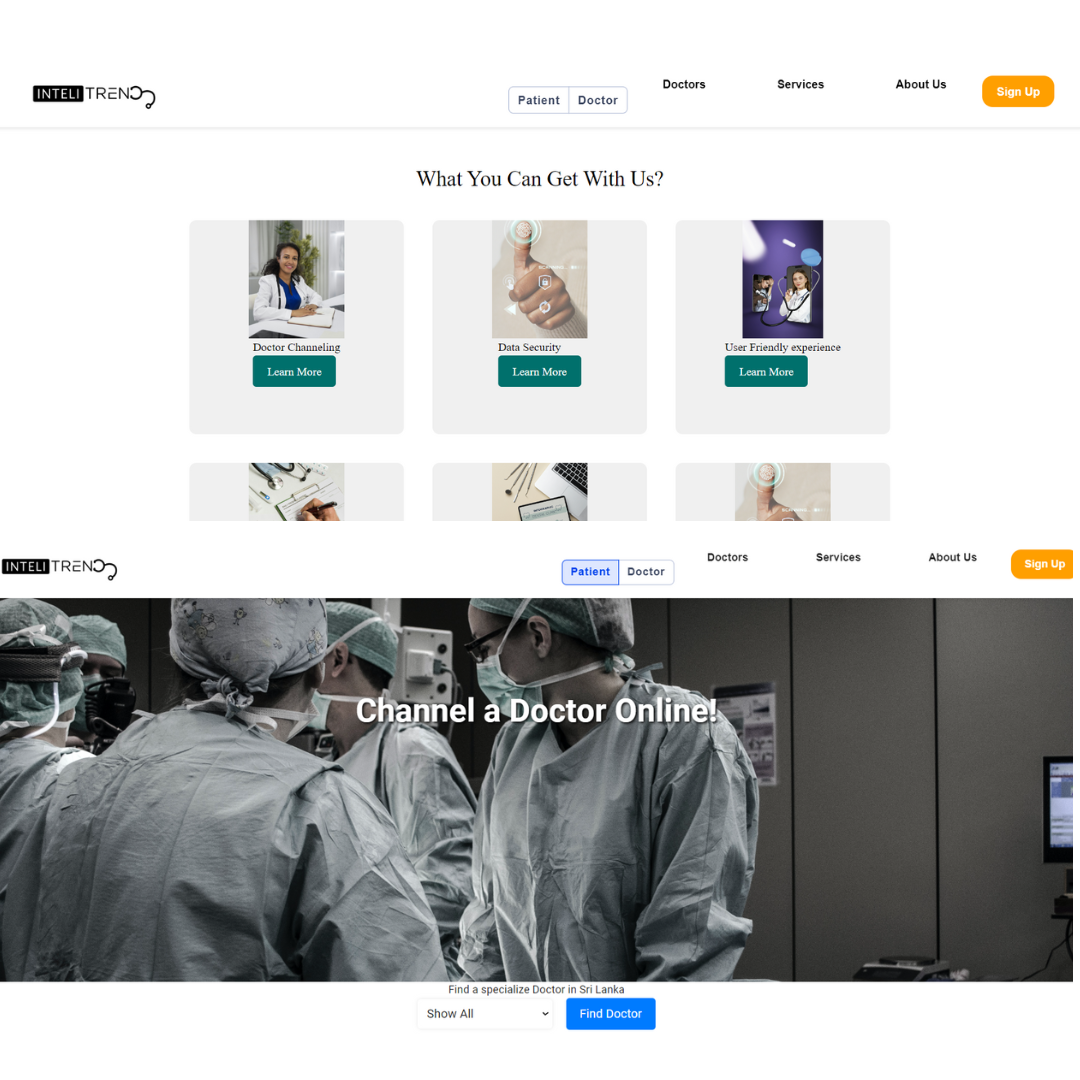 INTELI TREND
Patient Doctor
Doctors
Services
About Us
Sign Up
What You Can Get With Us?
Doctor Channeling
Learn More
Data Security
Learn More
User Friendly experience
Learn More
INTELI TREND
Patient Doctor
Doctors
Services
About Us
Sign Up
Channel a Doctor Online!
Find a specialize Doctor in Sri Lanka
Show All
Find Doctor